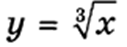 y = ∛x